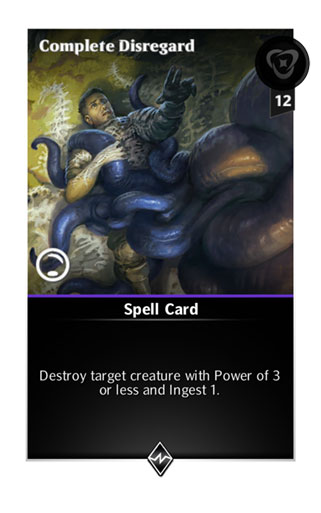 Complete Disregard
12
Spell Card
Destroy target creature with Power of 3
or less and Ingest 1.